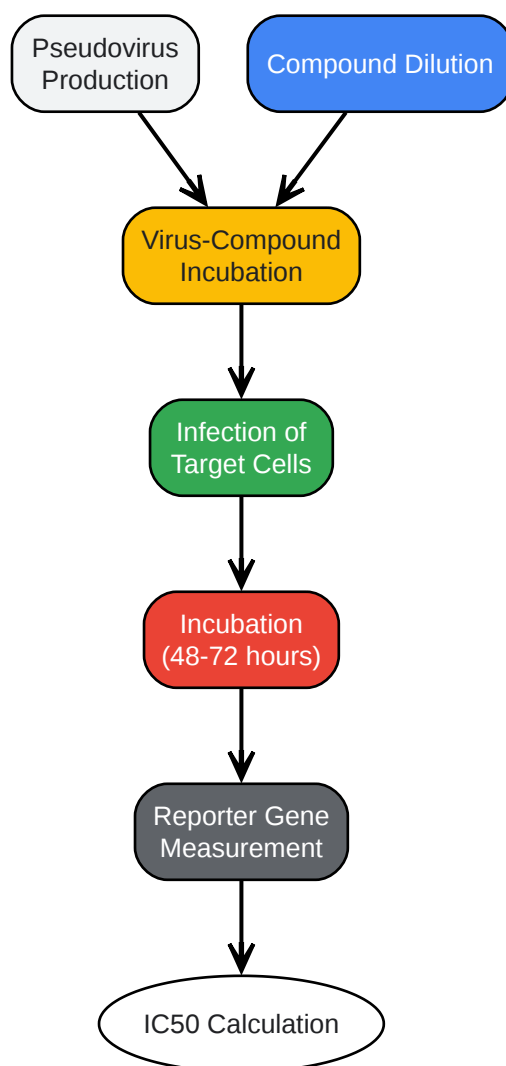 Pseudovirus
Production
Compound Dilution
Virus-Compound
Incubation
Infection of
Target Cells
Incubation
(48-72 hours)
Reporter Gene
Measurement
IC50 Calculation